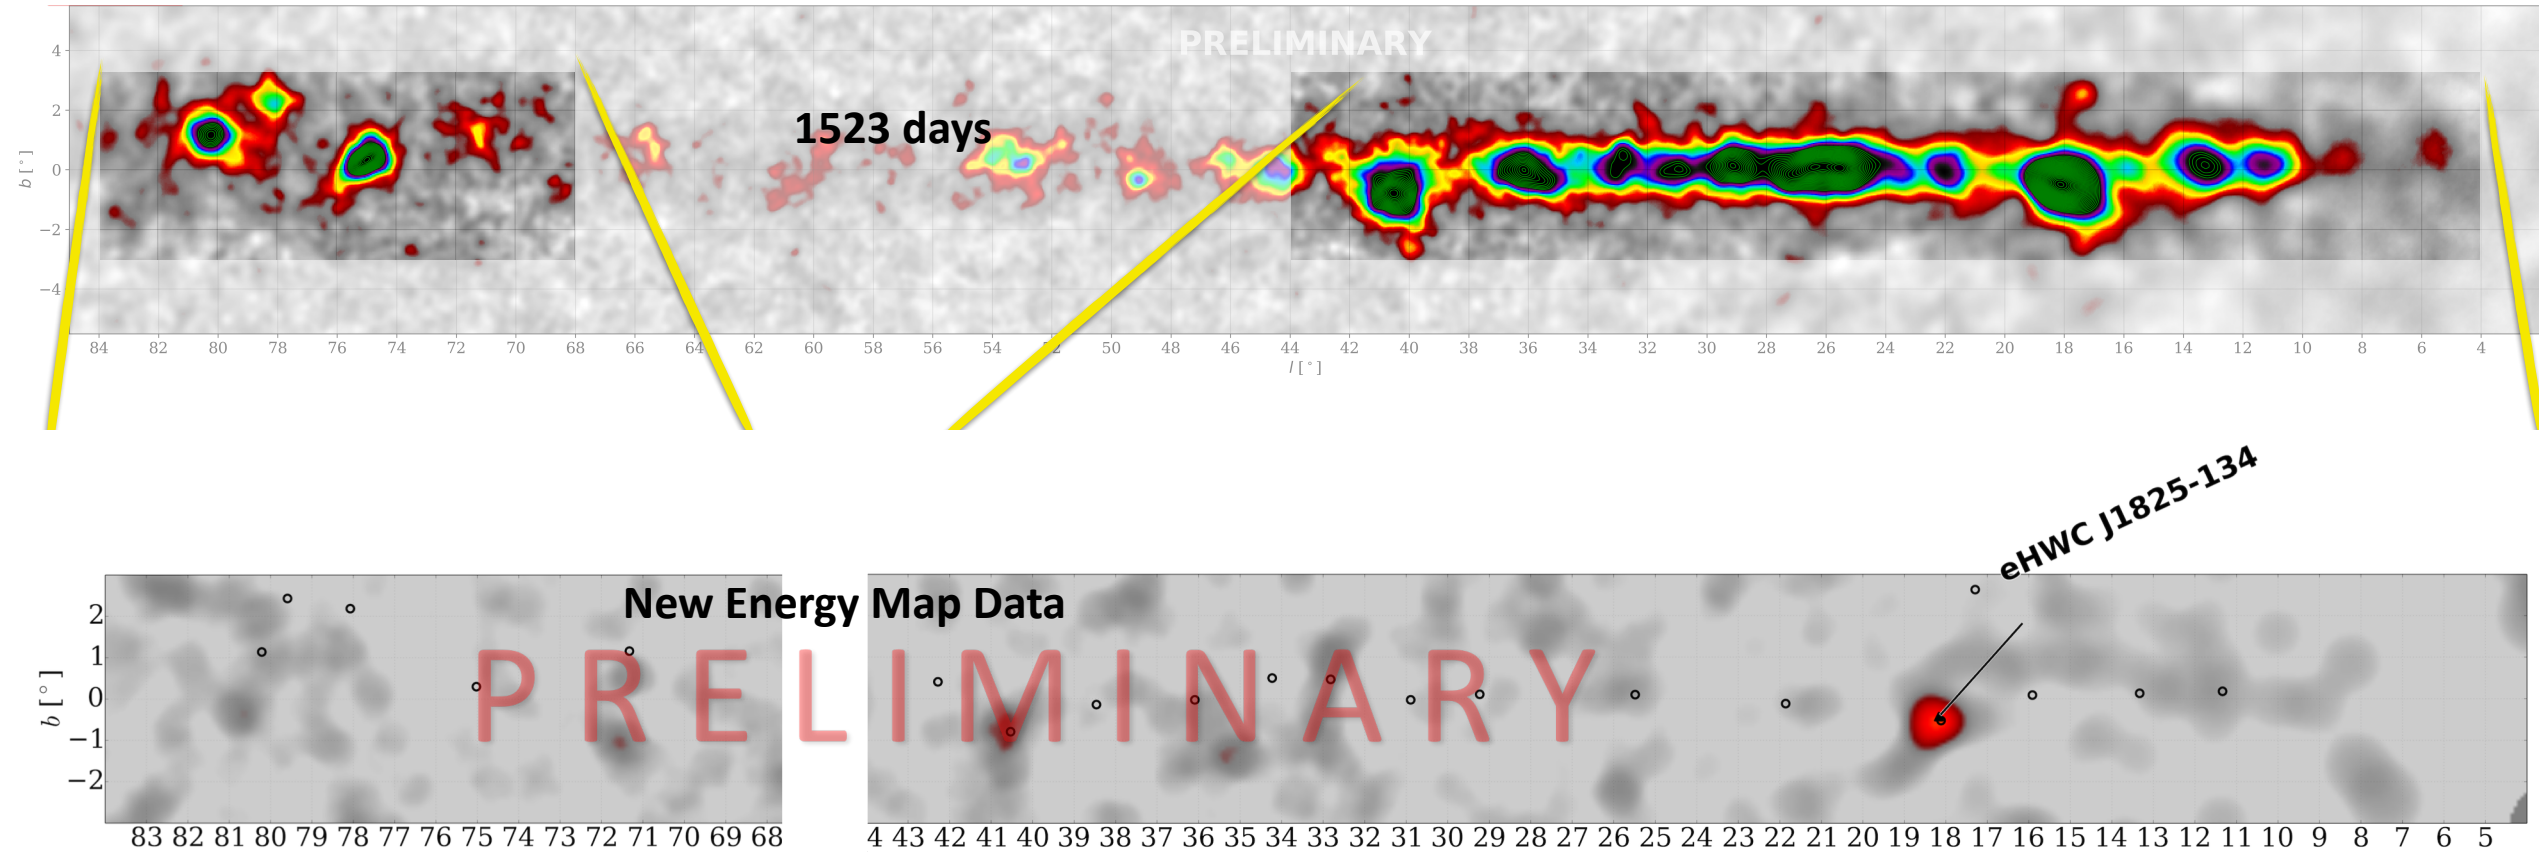 PRELIMINARY
1523 days
4
2
0
−2
−4
b [°]
84 82 80 78 76 74 72 70 68 66 64 62 60 58 56 54 52 50 48 46 44 42 40 38 36 34 32 30 28 26 24 22 20 18 16 14 12 10 8 6 4
l [°]
eHWC J1825-134
New Energy Map Data
PRELIMINARY
2
1
0
−1
−2
b [°]
83 82 81 80 79 78 77 76 75 74 73 72 71 70 69 68
4 43 42 41 40 39 38 37 36 35 34 33 32 31 30 29 28 27 26 25 24 23 22 21 20 19 18 17 16 15 14 13 12 11 10 9 8 7 6 5